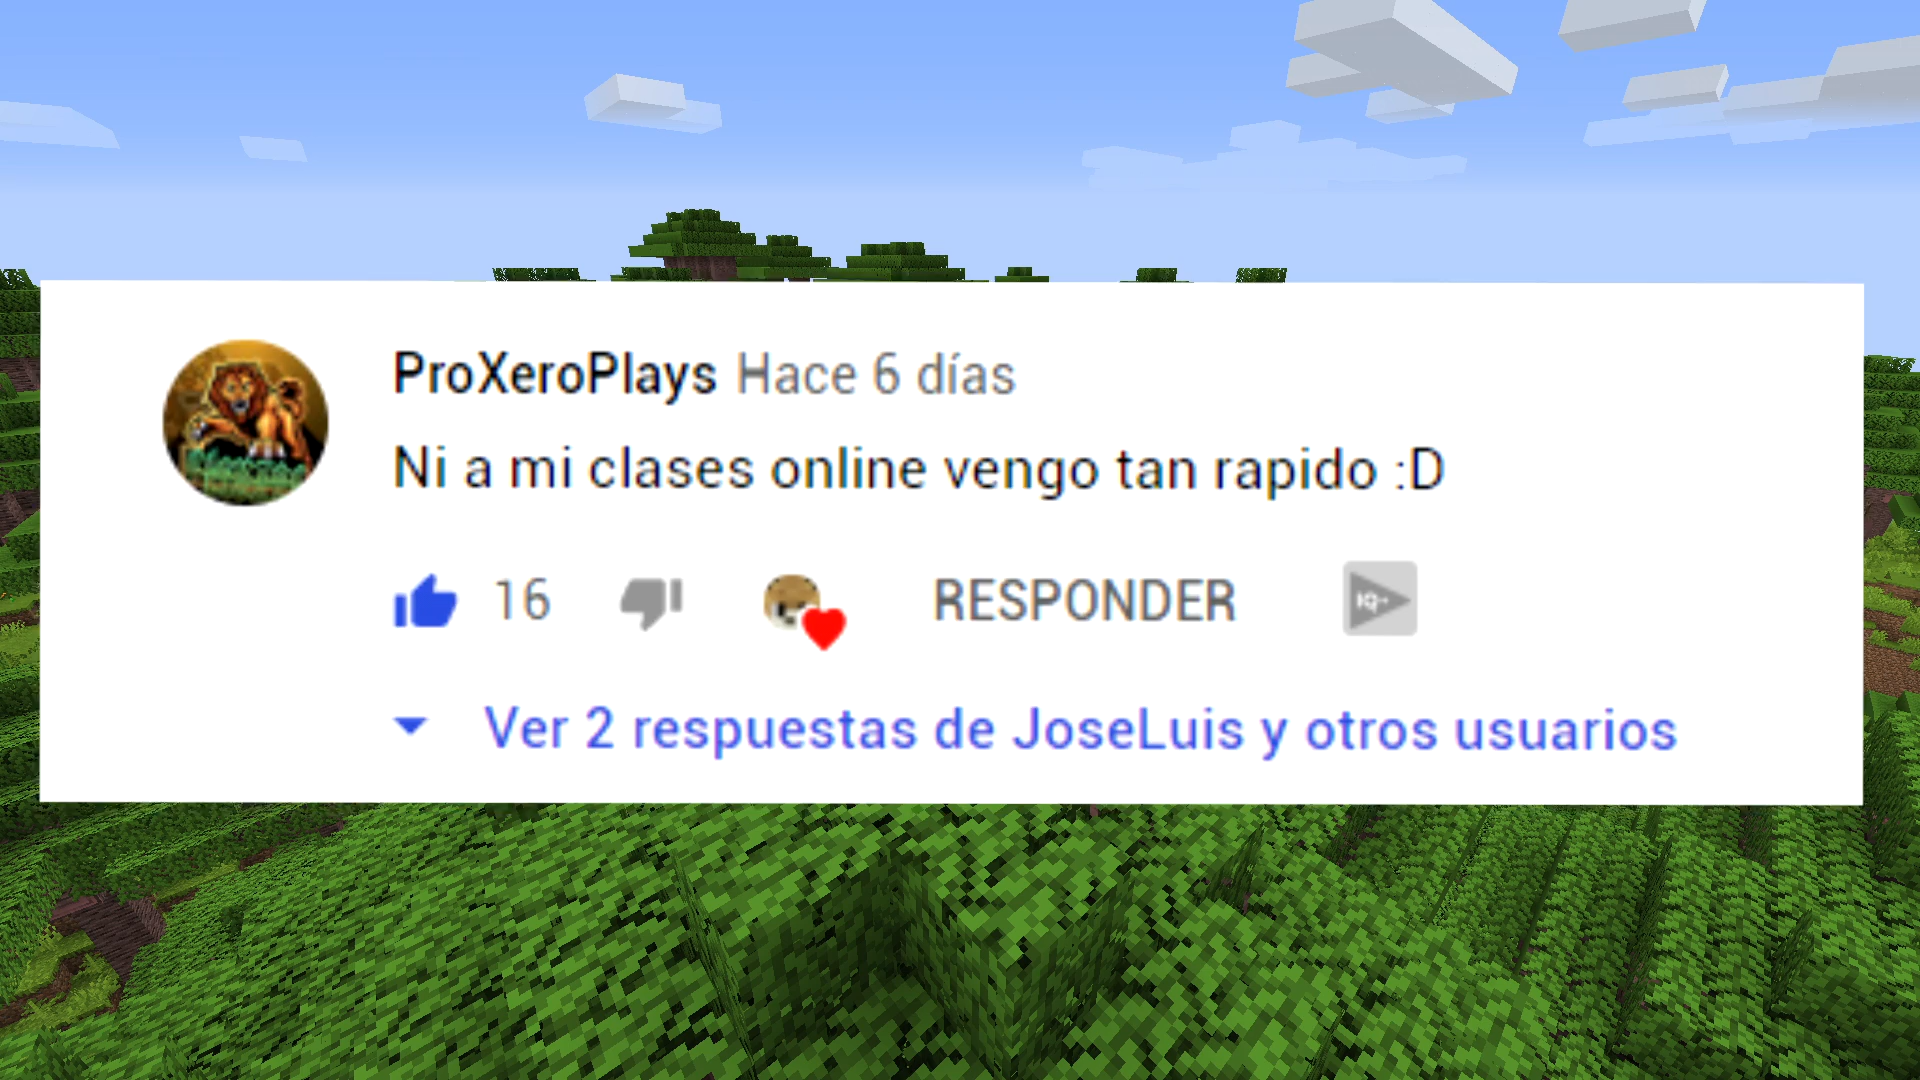 ProXeroPlays Hace 6 días
Ni a mi clases online vengo tan rapido :D
16 RESPONDER IQ
Ver 2 respuestas de JoseLuis y otros usuarios